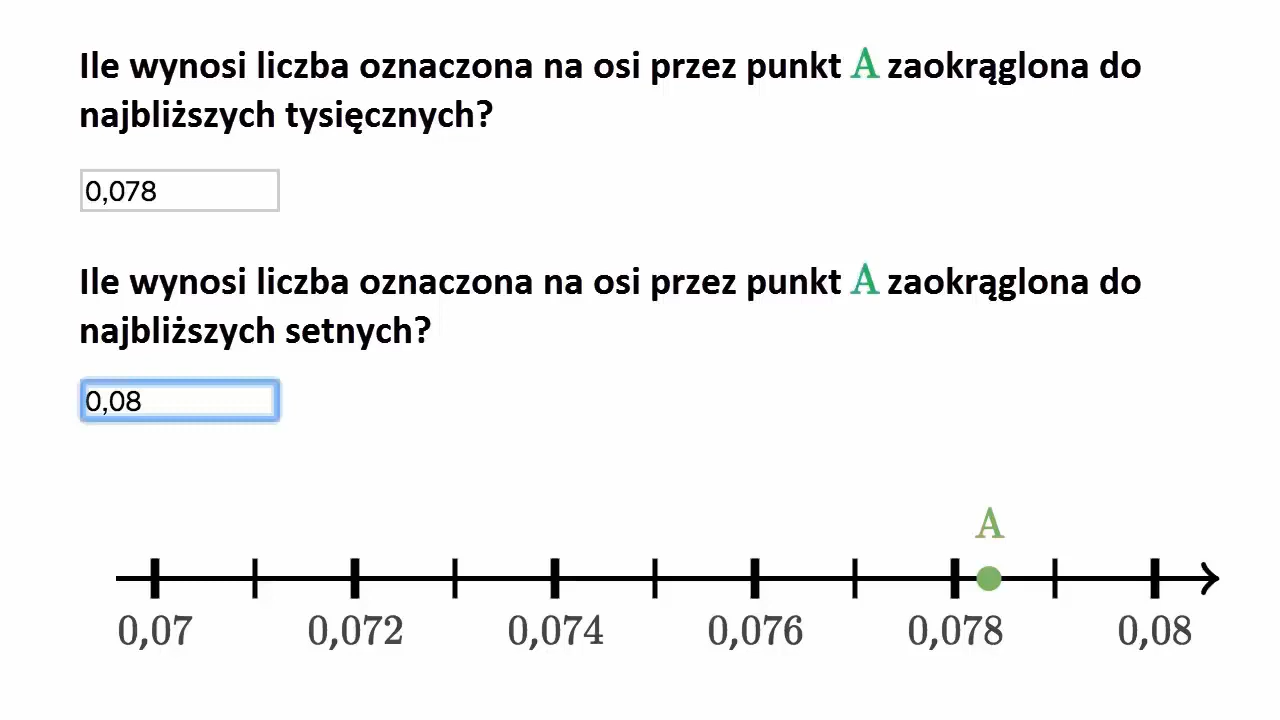 Ile wynosi liczba oznaczona na osi przez punkt A zaokrąglona do
najbliższych tysięcznych?
0,078
Ile wynosi liczba oznaczona na osi przez punkt A zaokrąglona do
najbliższych setnych?
0,08
A
0,07 0,072 0,074 0,076 0,078 0,08